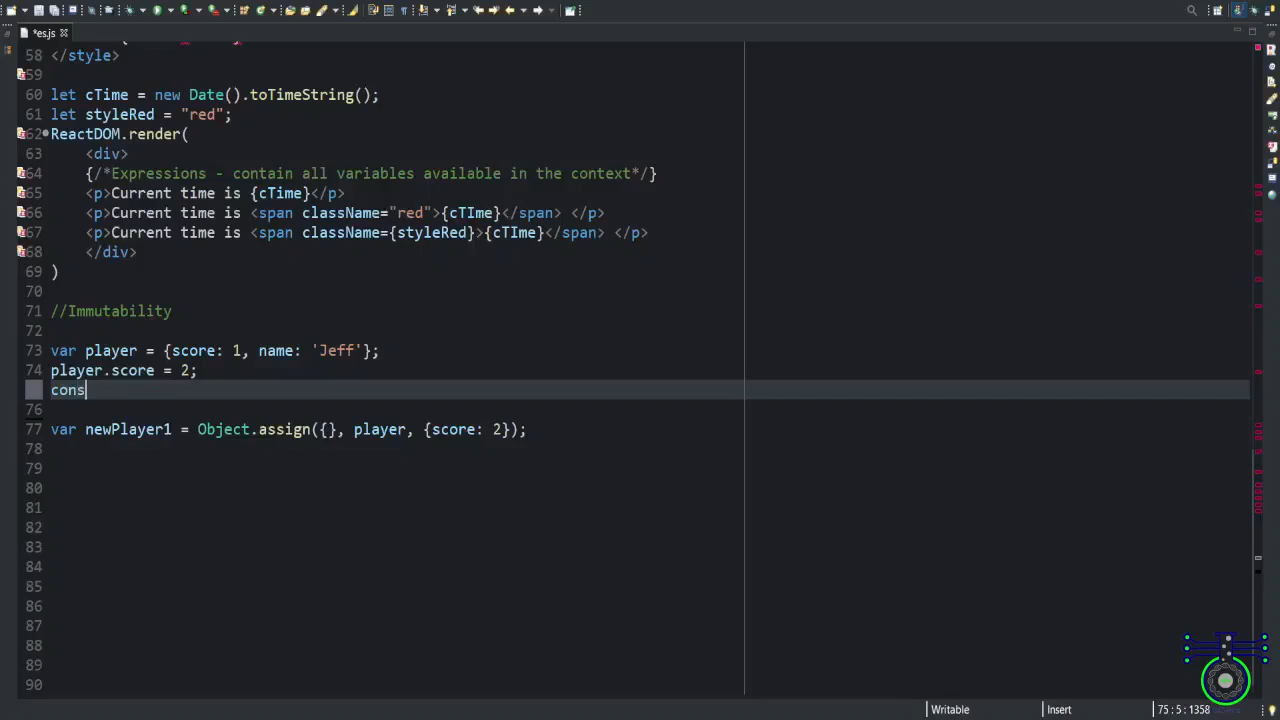 *es.js
58 </style>
59
60 let cTime = new Date().toTimeString();
61 let styleRed = "red";
62 ReactDOM.render(
63 <div>
64 {/*Expressions - contain all variables available in the context*/}
65 <p>Current time is {cTime}</p>
66 <p>Current time is <span className="red">{cTIme}</span> </p>
67 <p>Current time is <span className={styleRed}>{cTIme}</span> </p>
68 </div>
69 )
70
71 //Immutability
72
73 var player = {score: 1, name: 'Jeff'};
74 player.score = 2;
cons
76
77 var newPlayer1 = Object.assign({}, player, {score: 2});
78
79
80
81
82
83
84
85
86
87
88
89
90
Writable Insert 75 : 5 : 1358